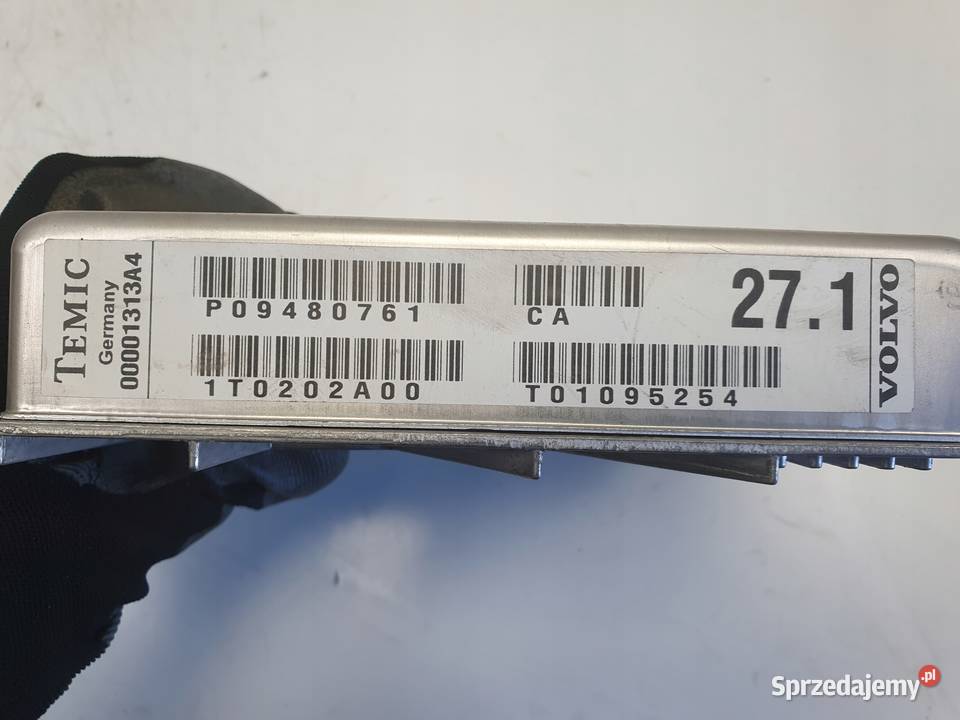 TEMIC
Germany
00001313A4
P09480761
CA
27.1
1T0202A00
T01095254
VOLVO
Sprzedajemy.pl